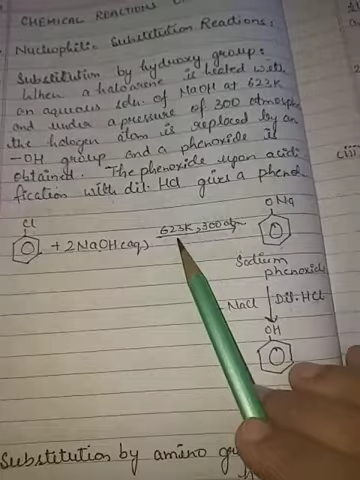 CHEMICAL REACTIONS
Nucleophilic Substitution Reactions:
Substitution by hydroxy group:
When a haloarene is heated with
an aqueous soln. of NaOH at 623K
and under a pressure of 300 atmosph
the halogen atom is replaced by an
-OH group and a phenoxide is
obtained. The phenoxide upon acidi
fication with dil. HCl gives a phenol
Cl
+ 2NaOH(aq)
623K, 300 atm
ONa
Sodium
phenoxide
-NaCl Dil·HCl
OH
Substitution by amino
ciii